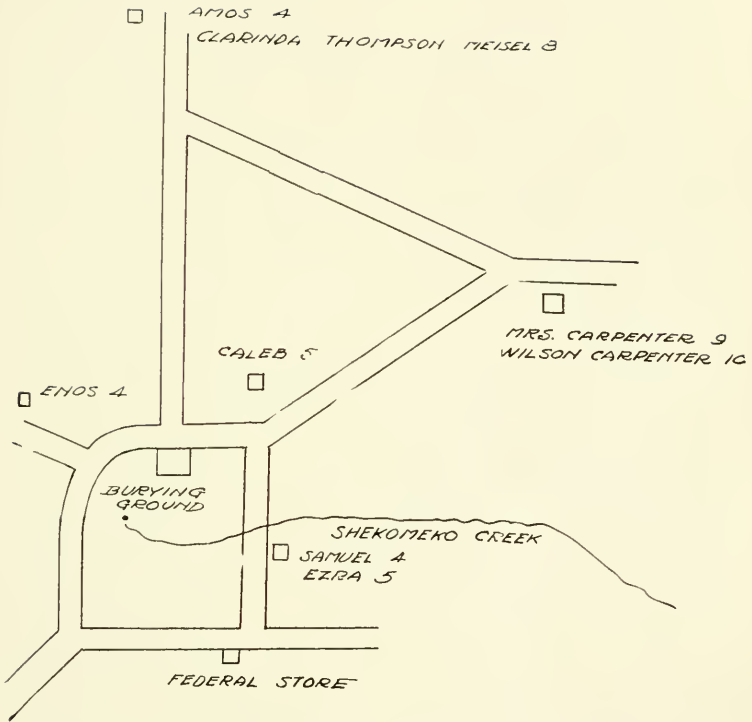 AMOS 4
CLARINDA THOMPSON MEISEL 8
MRS. CARPENTER 9
WILSON CARPENTER 10
CALEB 5
ENOS 4
BURYING
GROUND
SHEKOMEKO CREEK
SAMUEL 4
EZRA 5
FEDERAL STORE